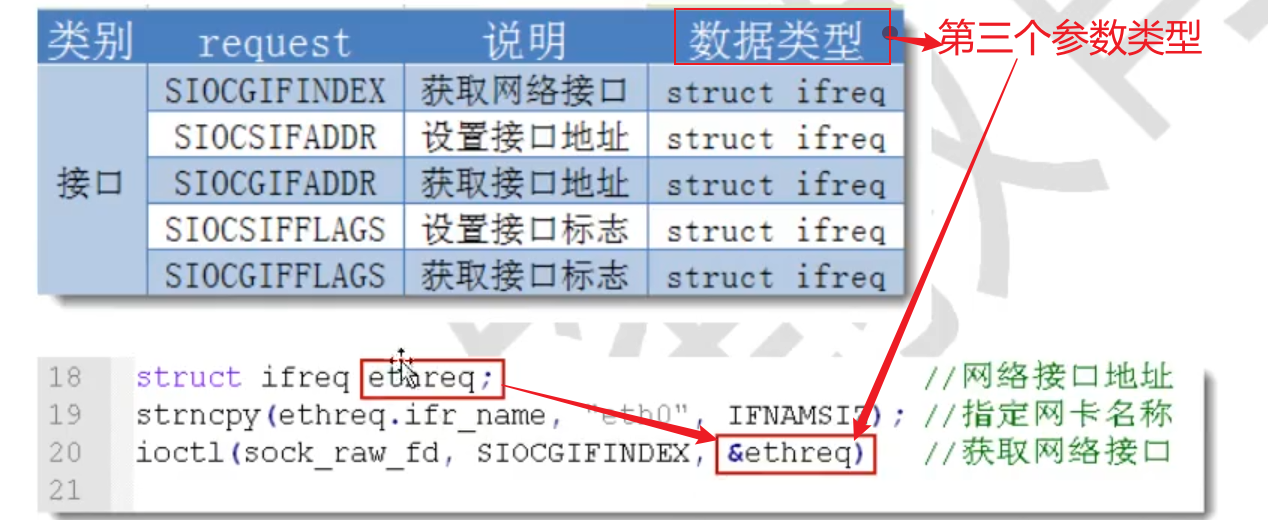 类别 request 说明 数据类型 第三个参数类型
接口 SIOCGIFINDEX 获取网络接口 struct ifreq
SIOCSIFADDR 设置接口地址 struct ifreq
SIOCGIFADDR 获取接口地址 struct ifreq
SIOCSIFFLAGS 设置接口标志 struct ifreq
SIOCGIFFLAGS 获取接口标志 struct ifreq
18 struct ifreq ethreq; //网络接口地址
19 strncpy(ethreq.ifr_name, "eth0", IFNAMSIZ); //指定网卡名称
20 ioctl(sock_raw_fd, SIOCGIFINDEX, &ethreq) //获取网络接口
21